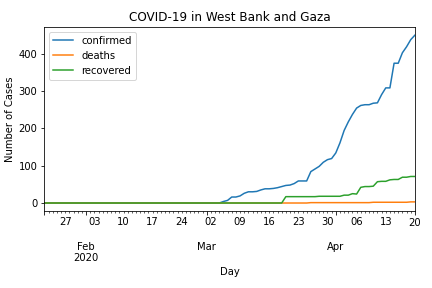 COVID-19 in West Bank and Gaza
confirmed
deaths
recovered
Number of Cases
400
300
200
100
0
27 03 10 17 24 02 09 16 23 30 06 13 20
Feb Mar Apr
2020
Day